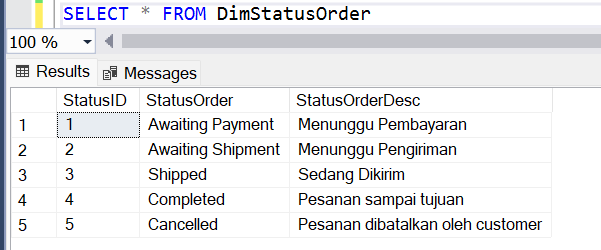 SELECT * FROM DimStatusOrder
100 %
Results Messages
StatusID StatusOrder StatusOrderDesc
1 1 Awaiting Payment Menunggu Pembayaran
2 2 Awaiting Shipment Menunggu Pengiriman
3 3 Shipped Sedang Dikirim
4 4 Completed Pesanan sampai tujuan
5 5 Cancelled Pesanan dibatalkan oleh customer